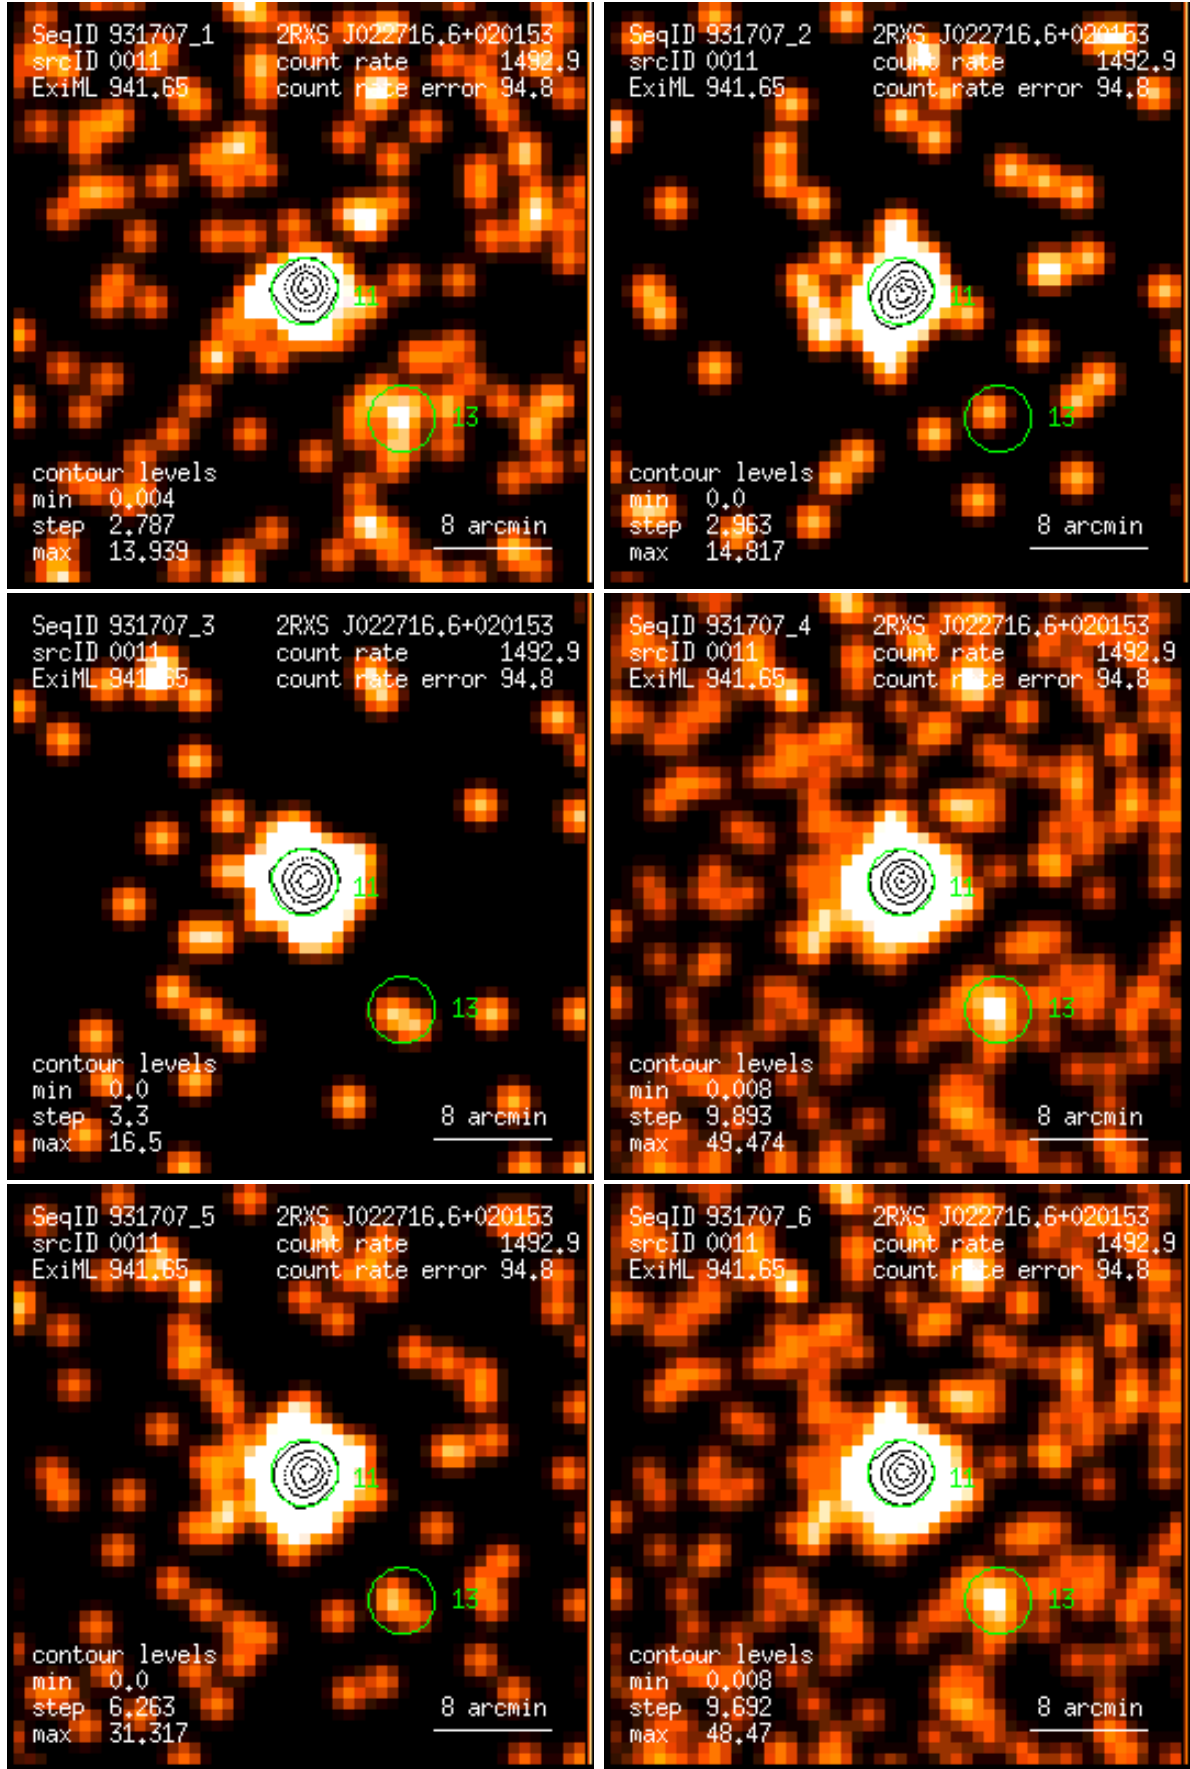 SeqID 931707_1 2RXS J022716.6+020153
srcID 0011 count rate 1492.9
ExiML 941.65 count rate error 94.8
11
13
contour levels
min 0.004
step 2.787 8 arcmin
max 13.939
SeqID 931707_2 2RXS J022716.6+020153
srcID 0011 count rate 1492.9
ExiML 941.65 count rate error 94.8
11
13
contour levels
min 0.0
step 2.963 8 arcmin
max 14.817
SeqID 931707_3 2RXS J022716.6+020153
srcID 0011 count rate 1492.9
ExiML 941.65 count rate error 94.8
11
13
contour levels
min 0.0
step 3.3 8 arcmin
max 16.5
SeqID 931707_4 2RXS J022716.6+020153
srcID 0011 count rate 1492.9
ExiML 941.65 count rate error 94.8
11
13
contour levels
min 0.008
step 9.893 8 arcmin
max 49.474
SeqID 931707_5 2RXS J022716.6+020153
srcID 0011 count rate 1492.9
ExiML 941.65 count rate error 94.8
11
13
contour levels
min 0.0
step 6.263 8 arcmin
max 31.317
SeqID 931707_6 2RXS J022716.6+020153
srcID 0011 count rate 1492.9
ExiML 941.65 count rate error 94.8
11
13
contour levels
min 0.008
step 9.692 8 arcmin
max 48.47